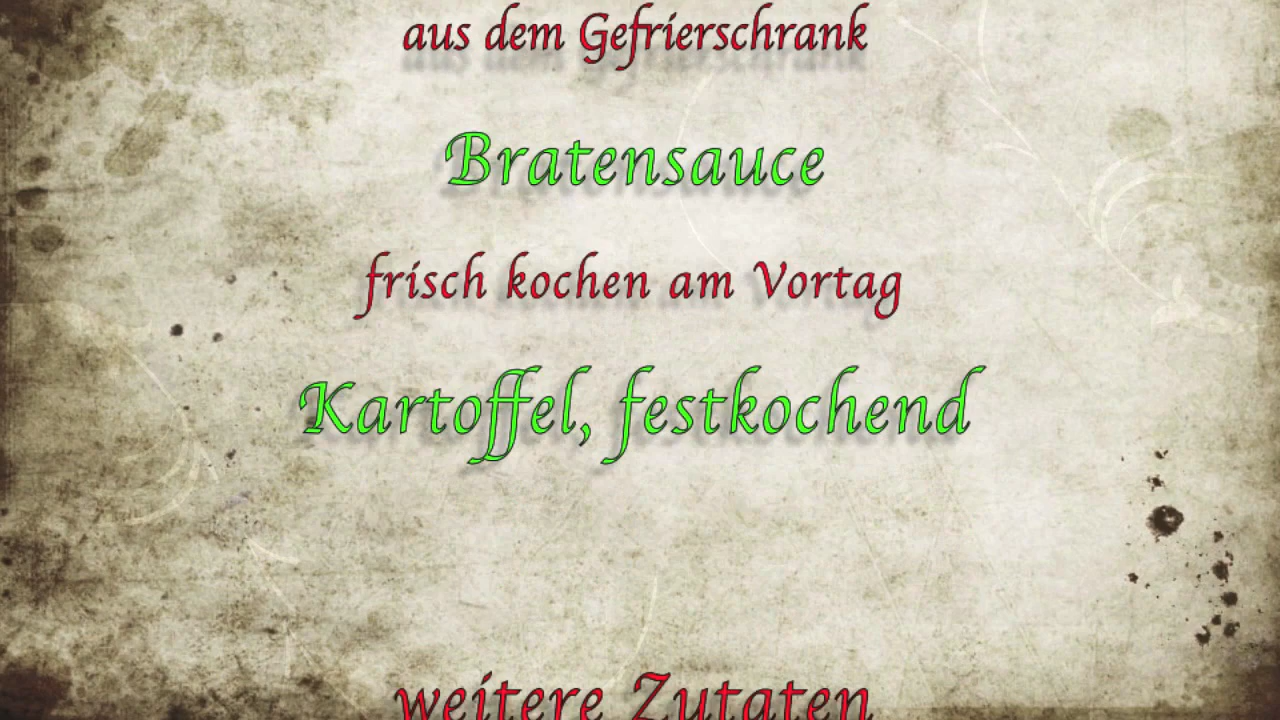 aus dem Gefrierschrank
Bratensauce
frisch kochen am Vortag
Kartoffel, festkochend
weitere Zutaten